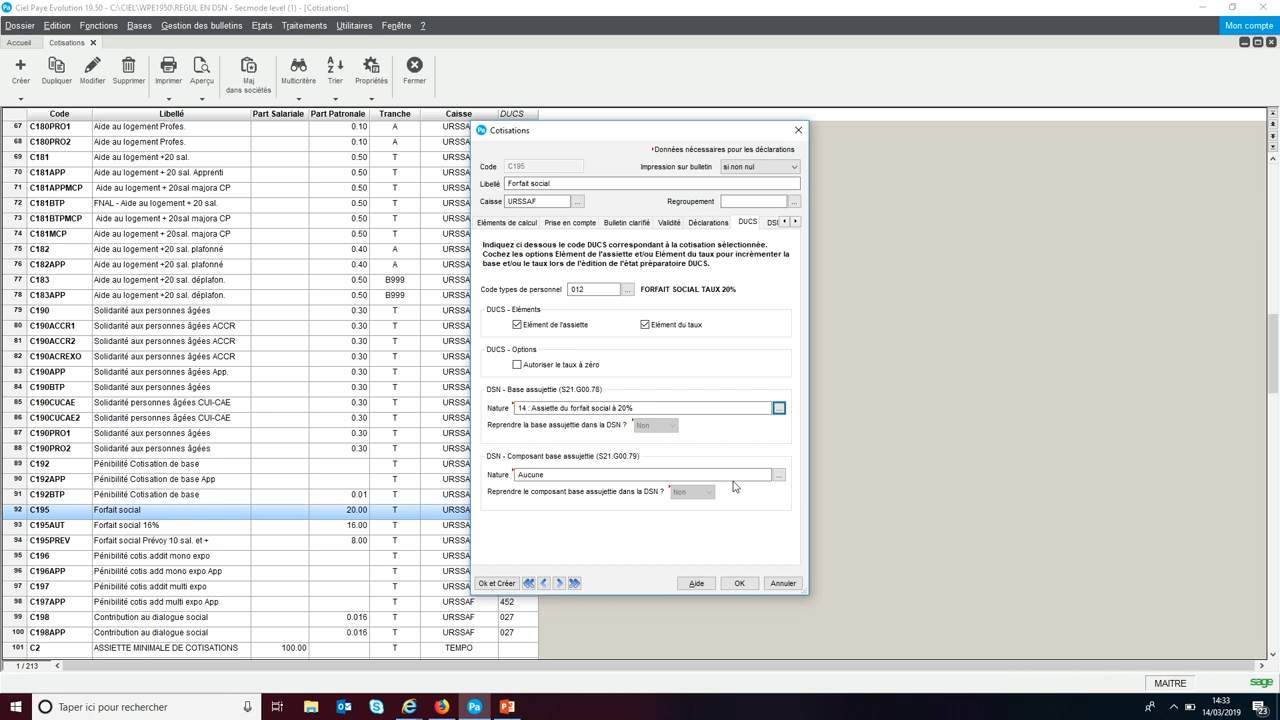 Ciel Paye Evolution 19.50 - C:\CIEL\WPE1950\REGUL EN DSN - Secmode level (1) - [Cotisations]
Dossier Edition Fonctions Bases Gestion des bulletins Etats Traitements Utilitaires Fenêtre ? Mon compte
Accueil Cotisations
Créer Dupliquer Modifier Supprimer Imprimer Aperçu Maj dans sociétés Multicritère Trier Propriétés Fermer
Code Libellé Part Salariale Part Patronale Tranche Caisse DUCS
67 C180PRO1 Aide au logement Profes. 0.10 A URSSA
68 C180PRO2 Aide au logement Profes. 0.10 A URSSA
69 C181 Aide au logement +20 sal. 0.50 T URSSA
70 C181APP Aide au logement +20 sal. Apprenti 0.50 T URSSA
71 C181APPMCP Aide au logement + 20sal majora CP 0.50 T URSSA
72 C181BTP FNAL - Aide au logement + 20 sal. 0.50 T URSSA
73 C181BTPMCP Aide au logement +20sal majora CP 0.50 T URSSA
74 C181MCP Aide au logement +20sal majora CP 0.50 T URSSA
75 C182 Aide au logement +20 sal. plafonné 0.40 A URSSA
76 C182APP Aide au logement +20 sal. plafonné 0.40 A URSSA
77 C183 Aide au logement +20 sal. déplafon. 0.50 B999 URSSA
78 C183APP Aide au logement +20 sal. déplafon. 0.50 B999 URSSA
79 C190 Solidarité aux personnes âgées 0.30 T URSSA
80 C190ACCR1 Solidarité aux personnes âgées ACCR 0.30 T URSSA
81 C190ACCR2 Solidarité aux personnes âgées ACCR 0.30 T URSSA
82 C190ACREXO Solidarité aux personnes âgées ACCR 0.30 T URSSA
83 C190APP Solidarité aux personnes âgées App. 0.30 T URSSA
84 C190BTP Solidarité aux personnes âgées 0.30 T URSSA
85 C190CUCAE Solidarité personnes âgées CUI-CAE 0.30 T URSSA
86 C190CUCAE2 Solidarité personnes âgées CUI-CAE 0.30 T URSSA
87 C190PRO1 Solidarité aux personnes âgées 0.30 T URSSA
88 C190PRO2 Solidarité aux personnes âgées 0.30 T URSSA
89 C192 Pénibilité Cotisation de base T URSSA
90 C192APP Pénibilité Cotisation de base App T URSSA
91 C192BTP Pénibilité Cotisation de base 0.01 T URSSA
92 C195 Forfait social 20.00 T URSSA
93 C195AUT Forfait social 16% 16.00 T URSSA
94 C195PREV Forfait social Prévoy 10 sal. et + 8.00 T URSSA
95 C196 Pénibilité cotis addit mono expo T URSSA
96 C196APP Pénibilité cotis add mono expo App T URSSA
97 C197 Pénibilité cotis addit multi expo T URSSA
98 C197APP Pénibilité cotis add multi expo App T URSSAF 452
99 C198 Contribution au dialogue social 0.016 T URSSAF 027
100 C198APP Contribution au dialogue social 0.016 T URSSAF 027
101 C2 ASSIETTE MINIMALE DE COTISATIONS 100.00 T TEMPO
1 / 213
Cotisations
Données nécessaires pour les déclarations
Code C195 Impression sur bulletin si non nul
Libellé Forfait social
Caisse URSSAF ... Regroupement ...
Eléments de calcul Prise en compte Bulletin clarifié Validité Déclarations DUCS DSI
Indiquez ci dessous le code DUCS correspondant à la cotisation sélectionnée.
Cochez les options Elément de l'assiette et/ou Elément du taux pour incrémenter la
base et/ou le taux lors de l'édition de l'état préparatoire DUCS.
Code types de personnel 012 ... FORFAIT SOCIAL TAUX 20%
DUCS - Eléments
Elément de l'assiette Elément du taux
DUCS - Options
Autoriser le taux à zéro
DSN - Base assujettie (S21.G00.78)
Nature 14 : Assiette du forfait social à 20% ...
Reprendre la base assujettie dans la DSN ? Non
DSN - Composant base assujettie (S21.G00.79)
Nature Aucune ...
Reprendre le composant base assujettie dans la DSN ? Non
Ok et Créer Aide OK Annuler
MAITRE sage
Taper ici pour rechercher
14:33
14/03/2019
23